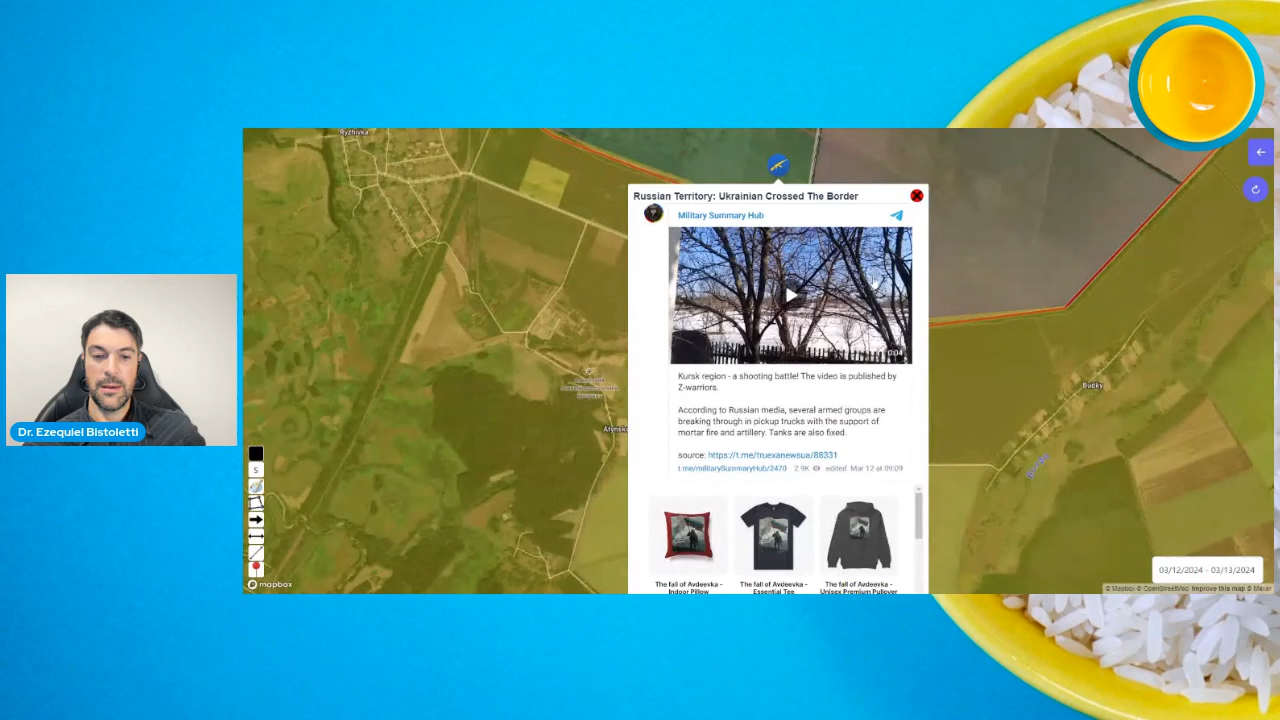 Ryzhivka
Russian Territory: Ukrainian Crossed The Border
Military Summary Hub
0:04
Kursk region - a shooting battle! The video is published by
Z-warriors.
According to Russian media, several armed groups are
breaking through in pickup trucks with the support of
mortar fire and artillery. Tanks are also fixed.
source: https://t.me/truexanewsua/88331
t.me/militarySummaryHub/2470 2.9K edited Mar 12 at 09:09
Budky
Dr. Ezequiel Bistoletti
S
The fall of Avdeevka - The fall of Avdeevka - The fall of Avdeevka -
Indoor Pillow Essential Tee Unisex Premium Pullover
03/12/2024 - 03/13/2024
mapbox
© Mapbox © OpenStreetMap Improve this map © Maxar